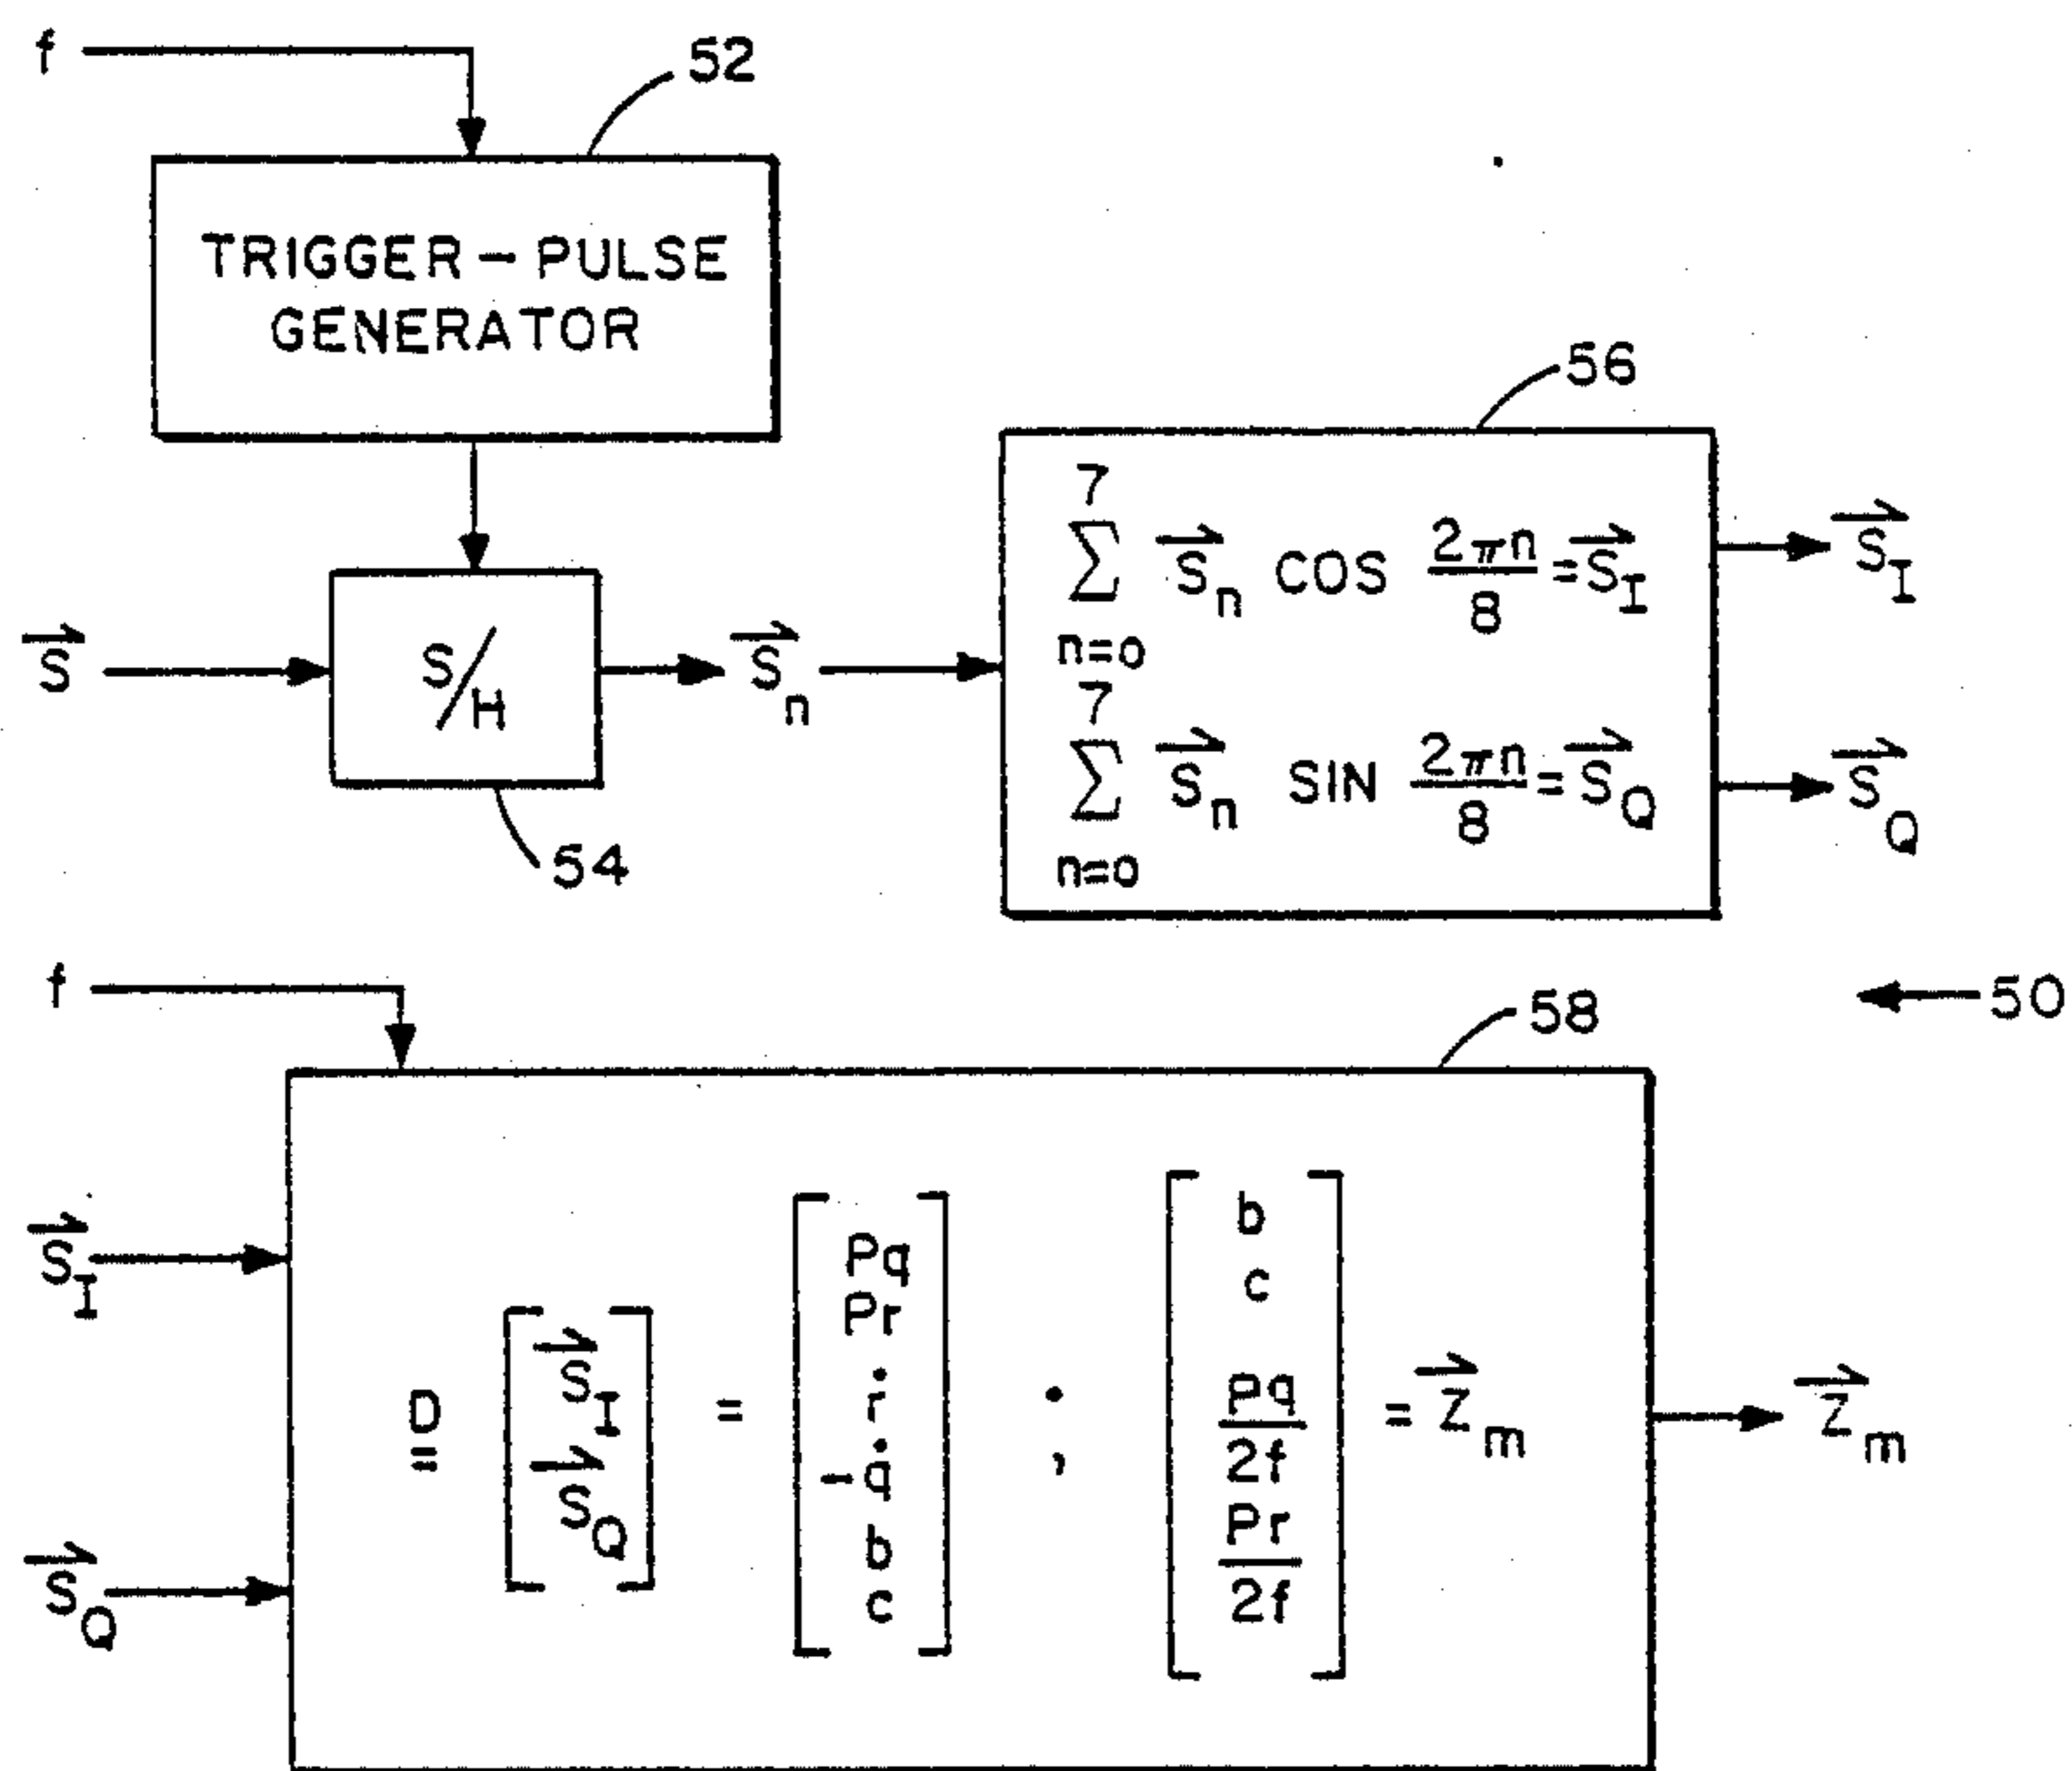 f
52
TRIGGER-PULSE
GENERATOR
56
7
Σ S⃗n COS 2πn/8 = S⃗I
n=o
S⃗I
S⃗
S/H
S⃗n
7
Σ S⃗n SIN 2πn/8 = S⃗Q
n=o
S⃗Q
54
f
50
58
S⃗I
S⃗Q
D [ S⃗I S⃗Q ] = [ Pq Pr ṙ -q̇ b c ] ; [ b c Pq/2f Pr/2f ] = Z⃗m
Z⃗m